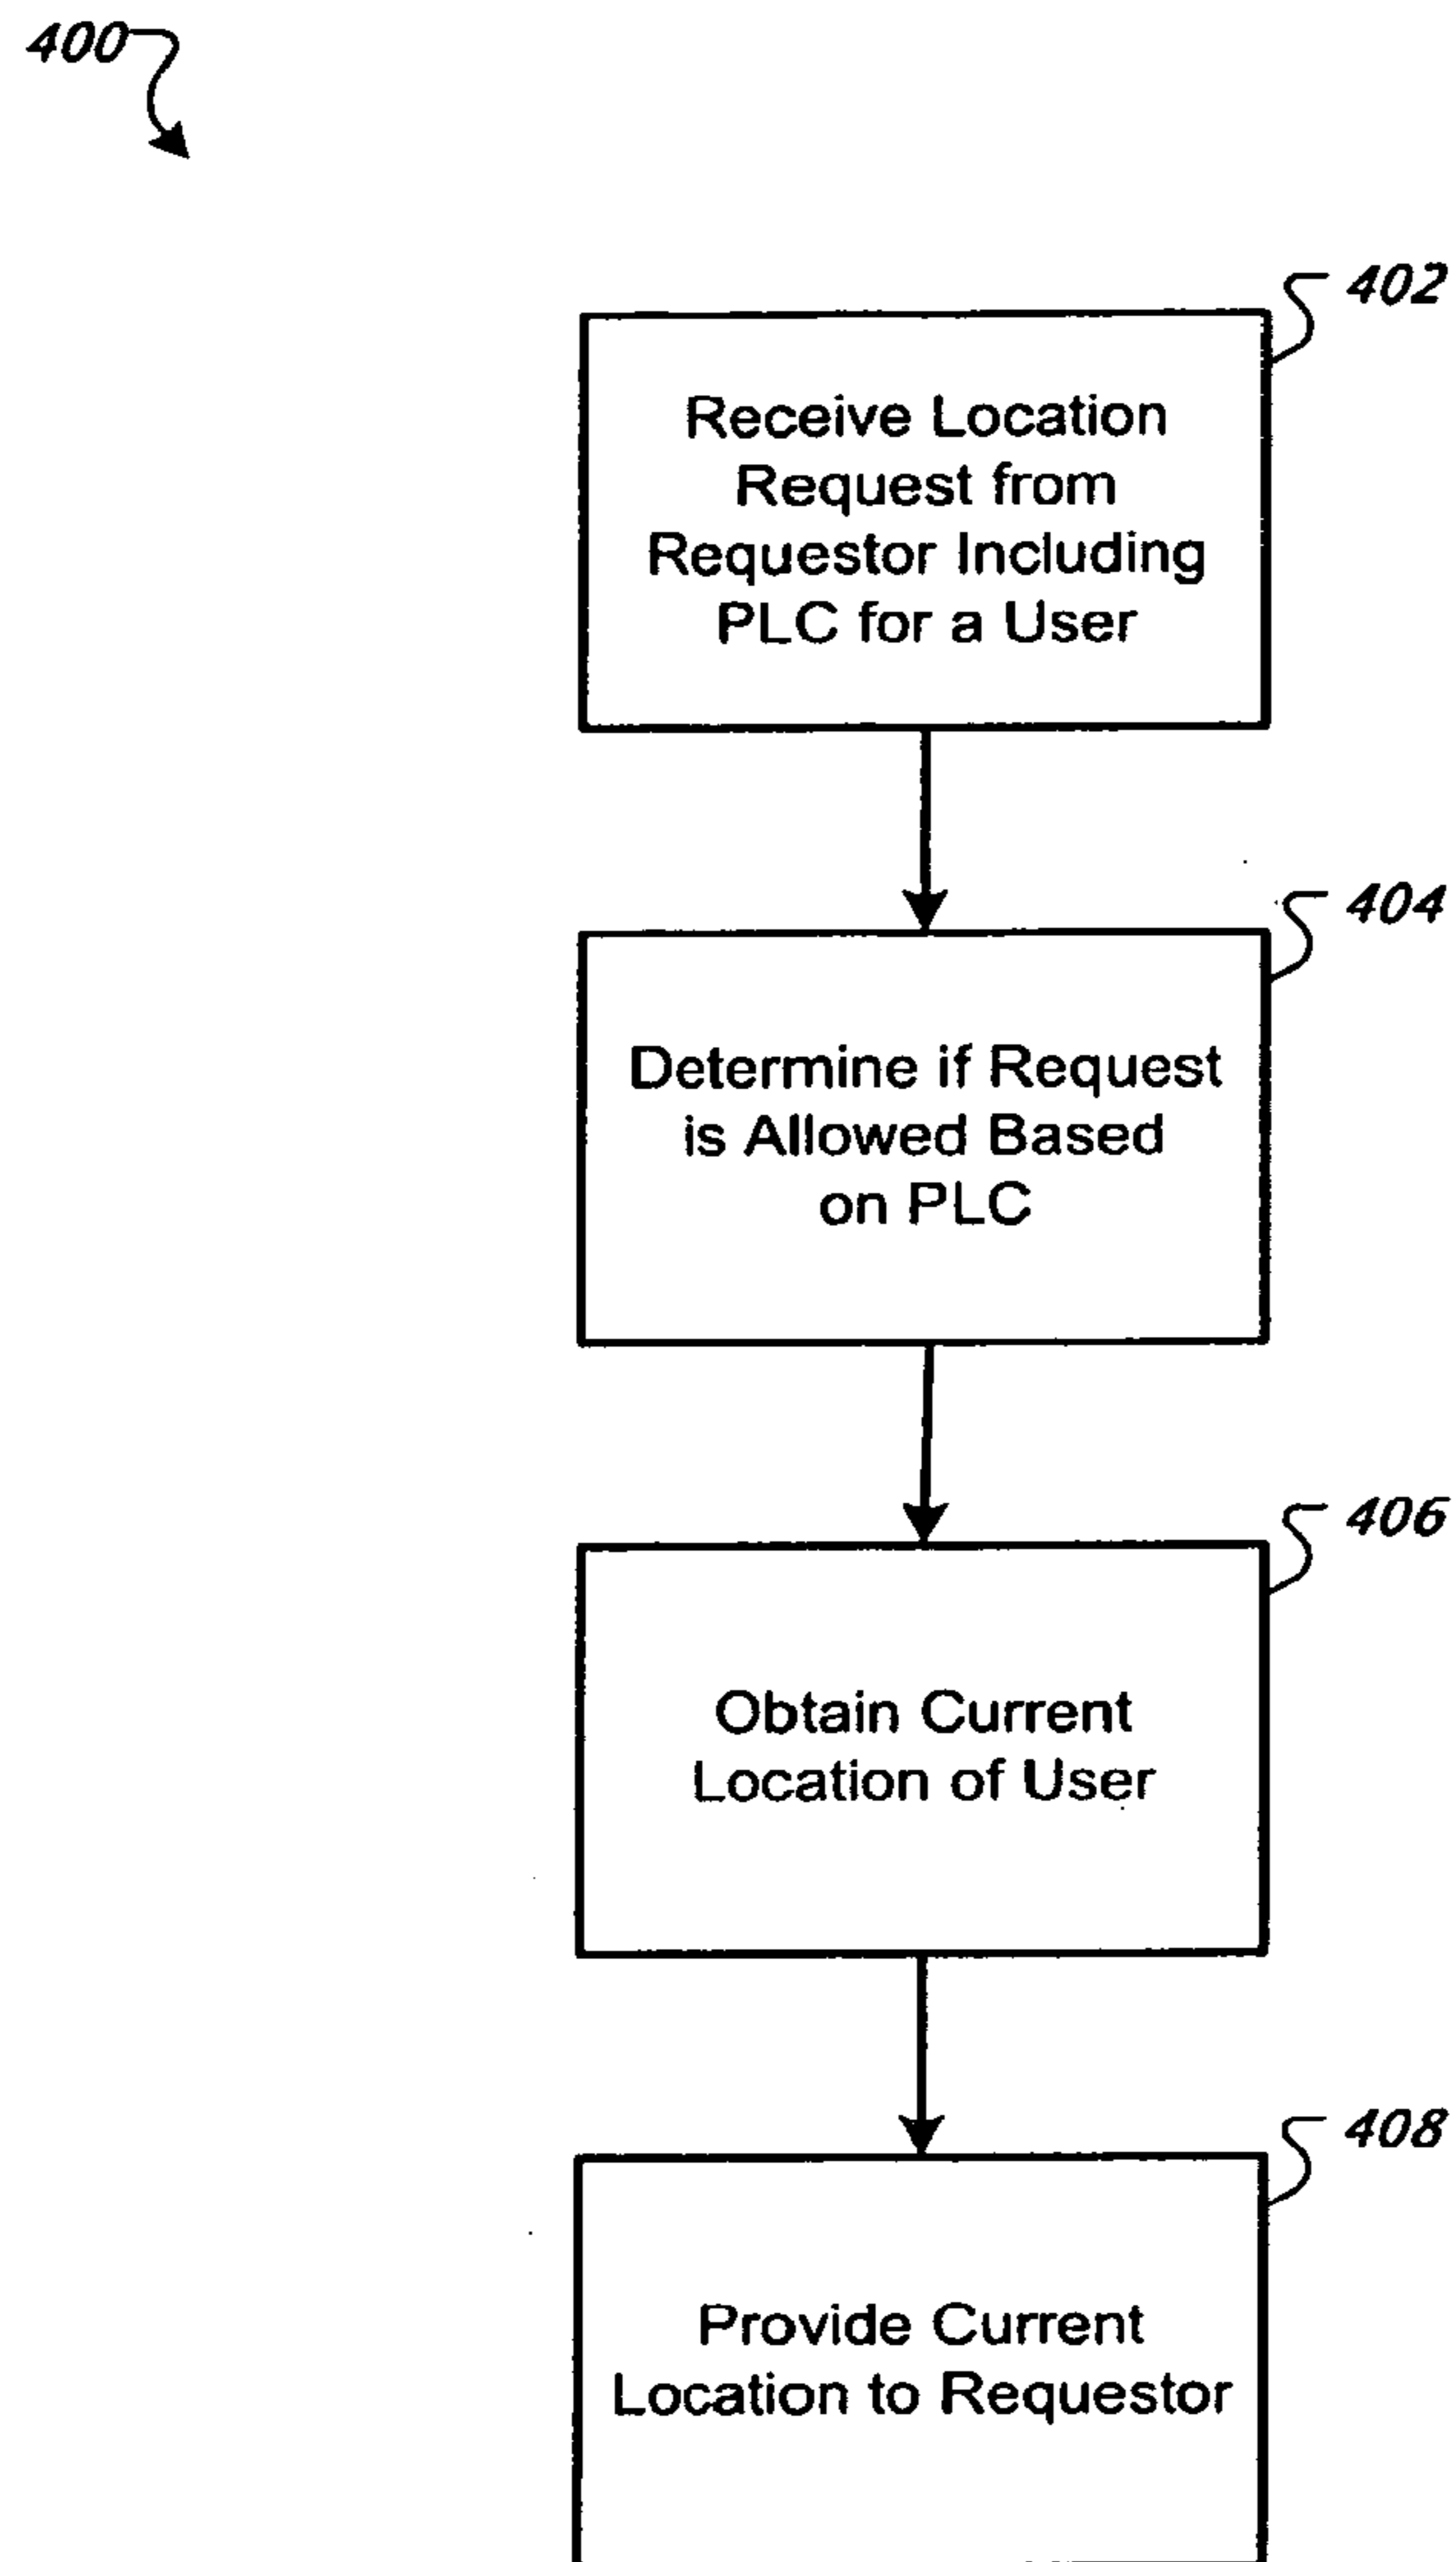 400
402
Receive Location
Request from
Requestor Including
PLC for a User
404
Determine if Request
is Allowed Based
on PLC
406
Obtain Current
Location of User
408
Provide Current
Location to Requestor